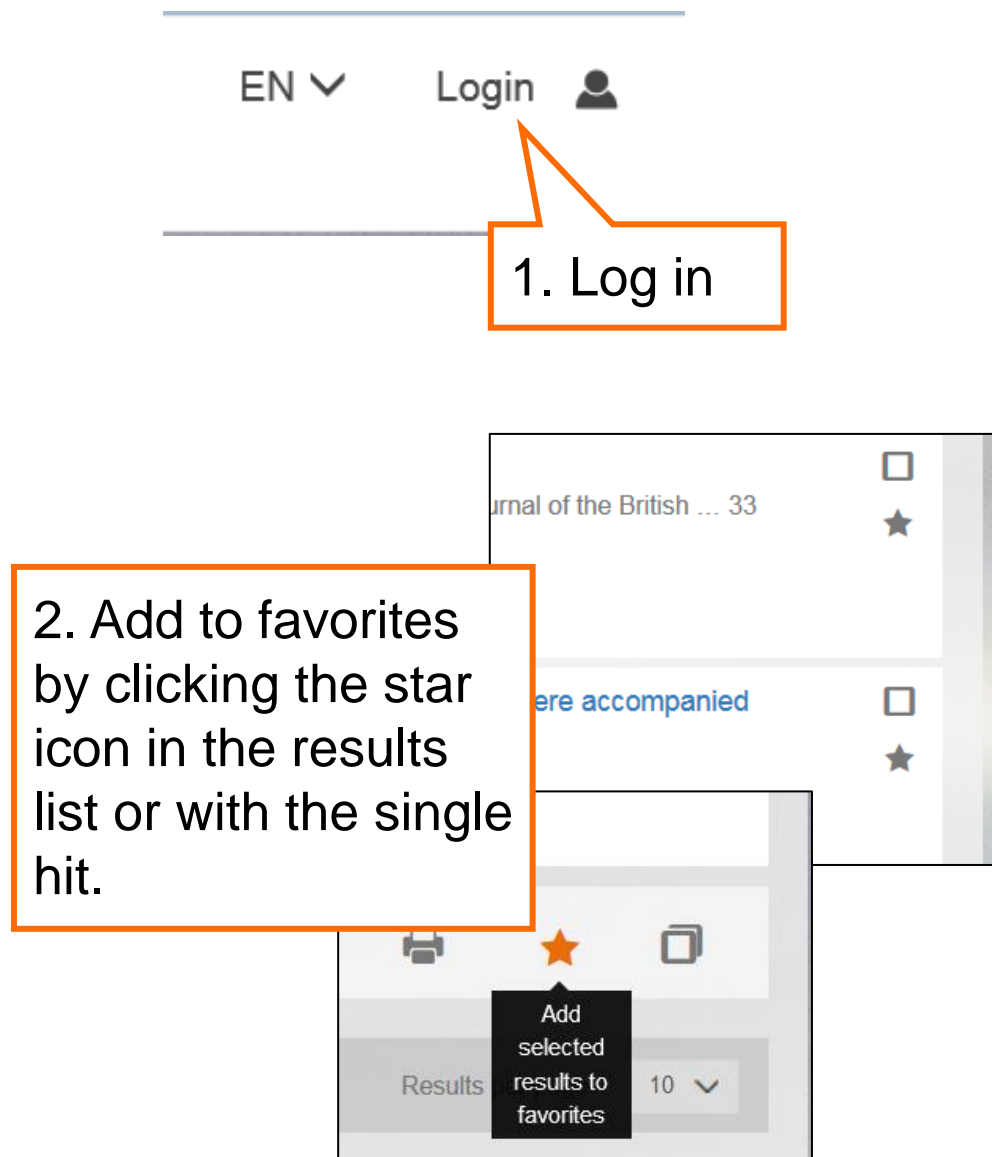 EN Login
1. Log in
urnal of the British … 33
2. Add to favorites
by clicking the star
icon in the results
list or with the single
hit.
ere accompanied
Add
selected
results to
favorites
Results
10